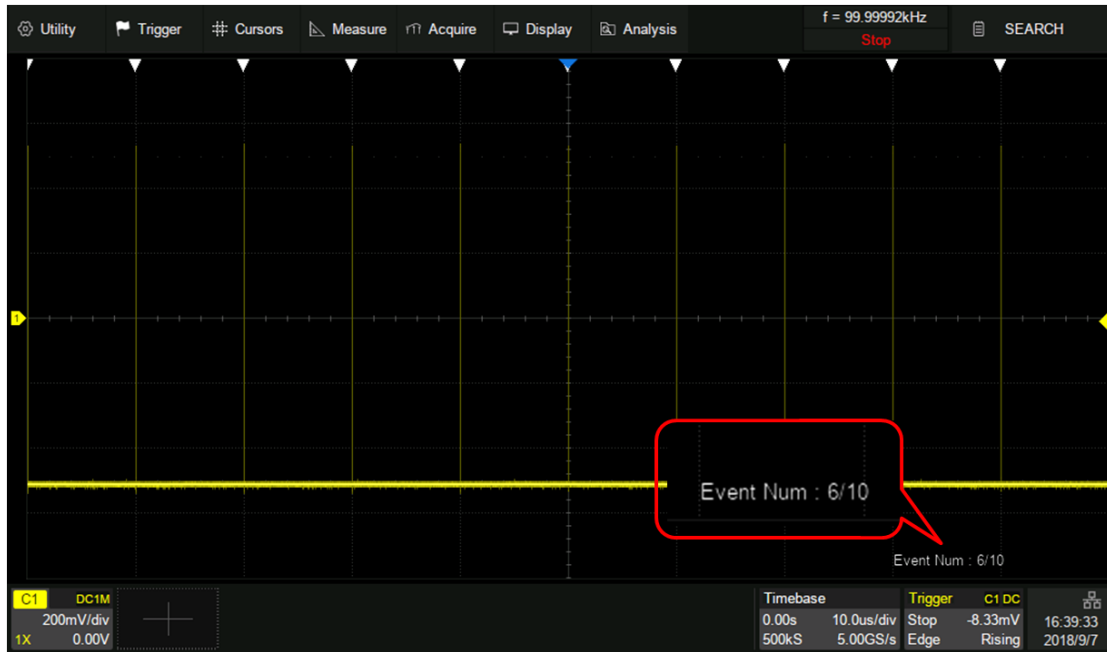 Utility Trigger Cursors Measure Acquire Display Analysis f = 99.99992kHz SEARCH
Stop
1
Event Num : 6/10
Event Num : 6/10
C1 DC1M Timebase Trigger C1 DC
200mV/div 0.00s 10.0us/div Stop -8.33mV 16:39:33
1X 0.00V 500kS 5.00GS/s Edge Rising 2018/9/7